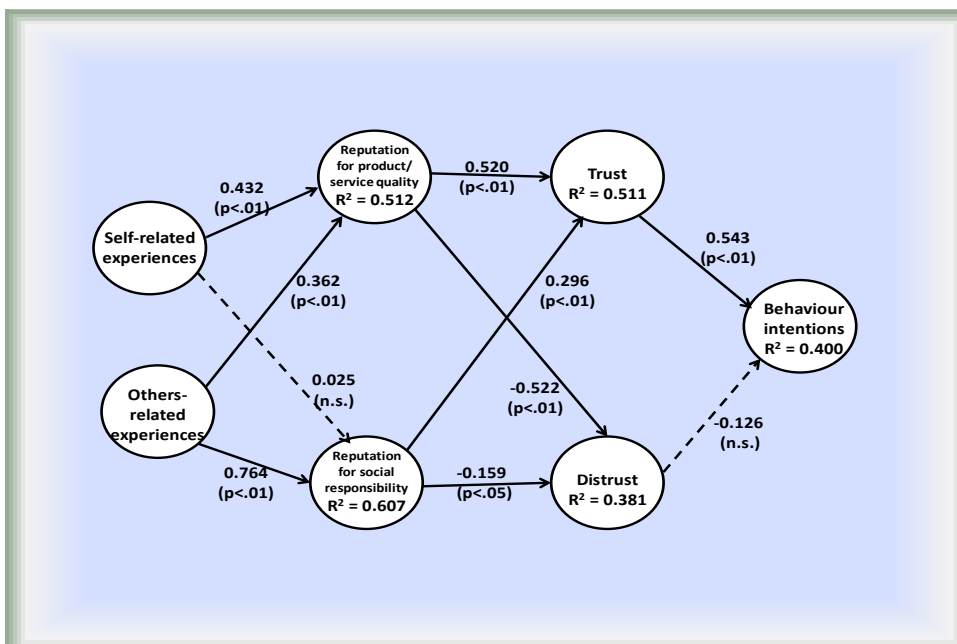 Reputation
for product/
service quality
R² = 0.512
0.520
(p<.01)
Trust
R² = 0.511
0.432
(p<.01)
Self-related
experiences
0.362
(p<.01)
0.296
(p<.01)
0.543
(p<.01)
Behaviour
intentions
R² = 0.400
Others-
related
experiences
0.025
(n.s.)
-0.522
(p<.01)
-0.126
(n.s.)
0.764
(p<.01)
Reputation
for social
responsibility
R² = 0.607
-0.159
(p<.05)
Distrust
R² = 0.381